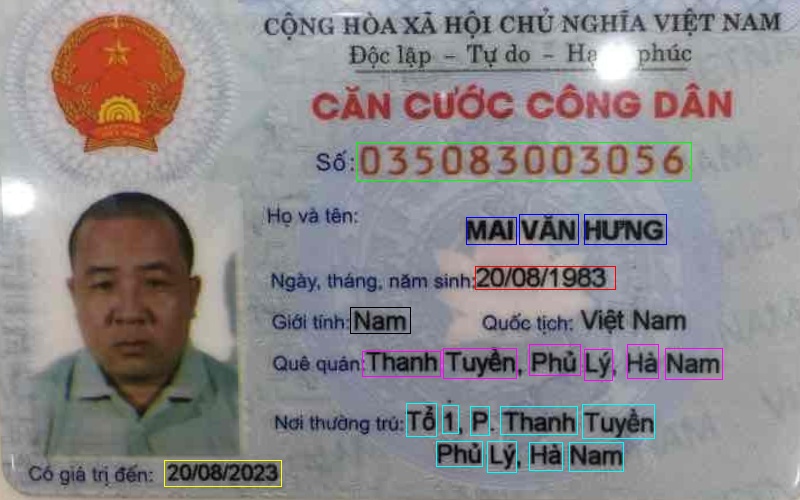 CỘNG HÒA XÃ HỘI CHỦ NGHĨA VIỆT NAM
Độc lập - Tự do - phúc
CĂN CƯỚC CÔNG DÂN
Số: 035083003056
Họ và tên:
MAI VĂN HƯNG
Ngày, tháng, năm sinh: 20/08/1983
Giới tính: Nam Quốc tịch: Việt Nam
Quê quán: Thanh Tuyền, Phủ Lý, Hà Nam
Nơi thường trú: Tổ 1, P. Thanh Tuyền
Phủ Lý, Hà Nam
Có giá trị đến: 20/08/2023